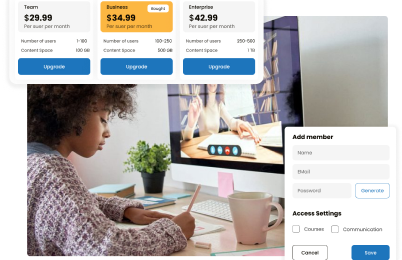 Team
$29.99
Per suer per month
Number of users 1-100
Content Space 100 GB
Upgrade
Business Bought
$34.99
Per suer per month
Number of users 100-250
Content Space 500 GB
Upgrade
Enterprise
$42.99
Per suer per month
Number of users 250-500
Content Space 1 TB
Upgrade
Add member
Name
EMail
Password Generate
Access Settings
Courses Communication
Cancel Save